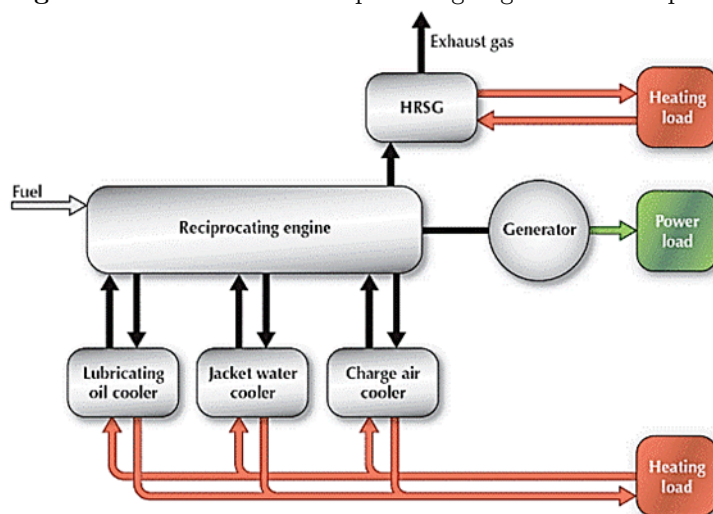 Exhaust gas
HRSG
Heating
load
Fuel
Reciprocating engine
Generator
Power
load
Lubricating
oil cooler
Jacket water
cooler
Charge air
cooler
Heating
load